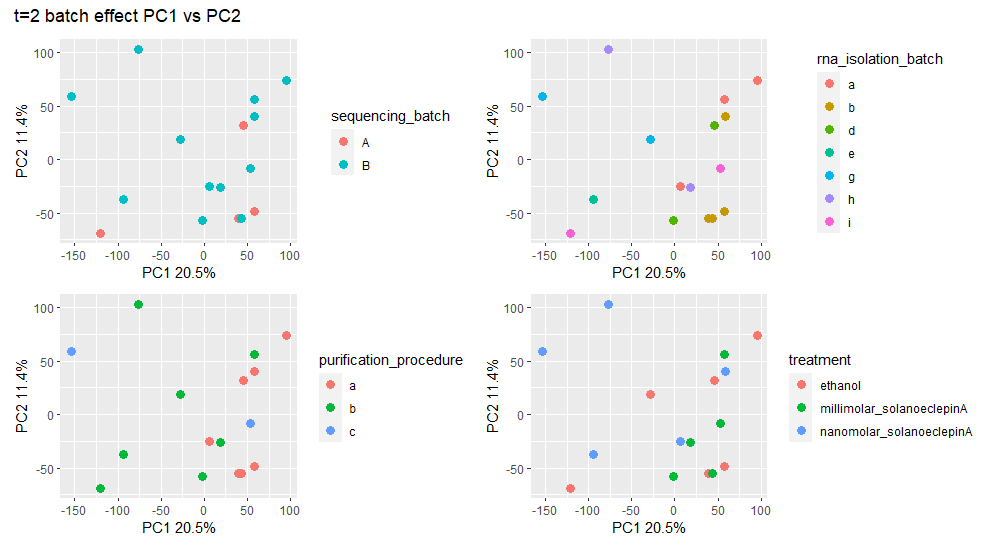 t=2 batch effect PC1 vs PC2
100
50
0
-50
PC2 11.4%
-150 -100 -50 0 50 100
PC1 20.5%
sequencing_batch
A
B
100
50
0
-50
PC2 11.4%
-150 -100 -50 0 50 100
PC1 20.5%
rna_isolation_batch
a
b
d
e
g
h
i
100
50
0
-50
PC2 11.4%
-150 -100 -50 0 50 100
PC1 20.5%
purification_procedure
a
b
c
100
50
0
-50
PC2 11.4%
-150 -100 -50 0 50 100
PC1 20.5%
treatment
ethanol
millimolar_solanoeclepinA
nanomolar_solanoeclepinA